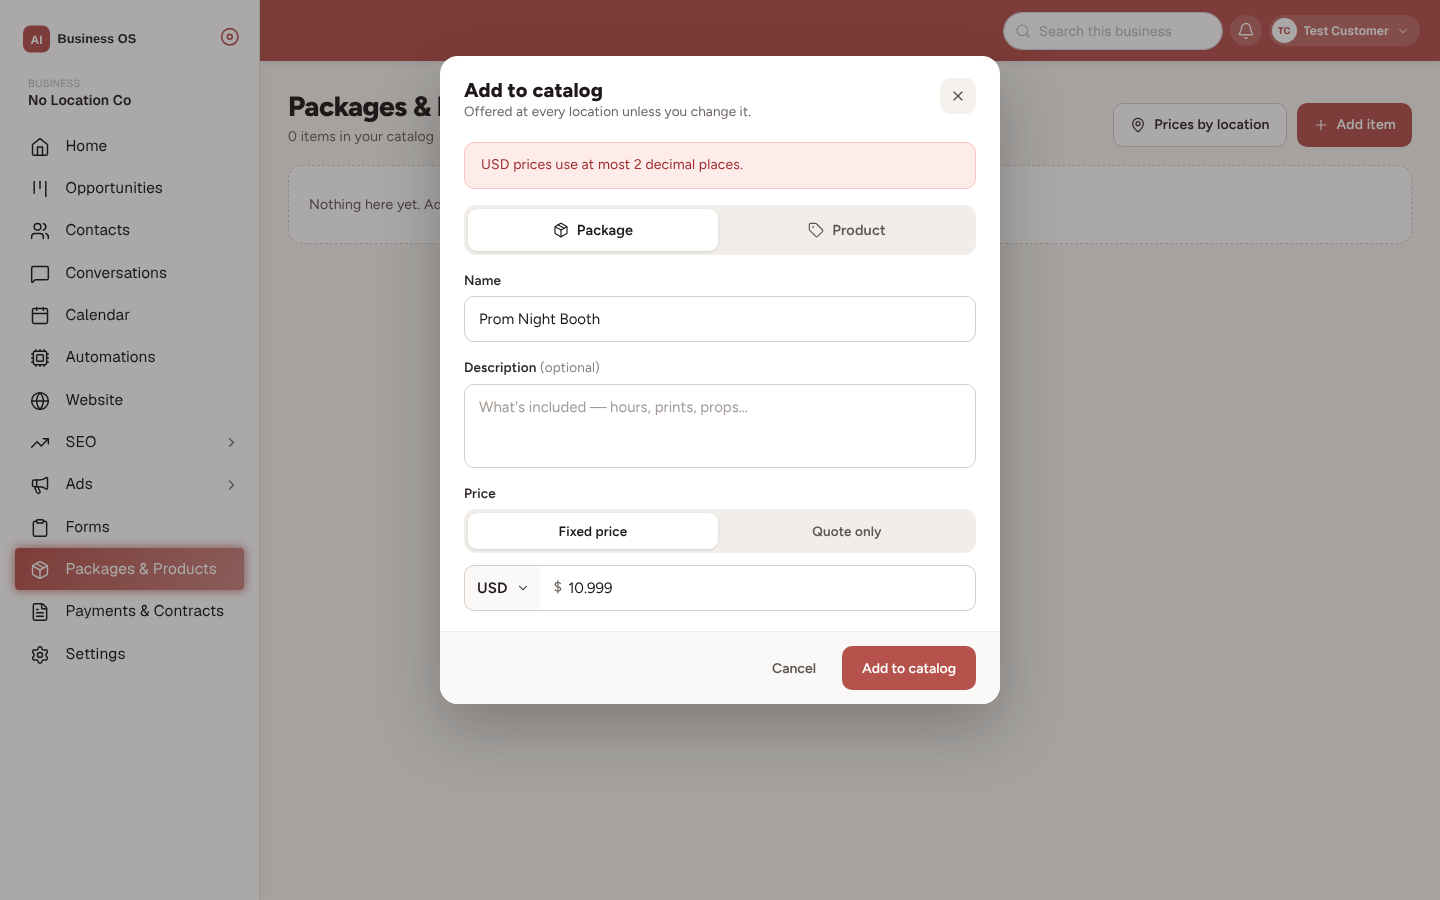 AI Business OS
BUSINESS
No Location Co
Home
Opportunities
Contacts
Conversations
Calendar
Automations
Website
SEO
Ads
Forms
Packages & Products
Payments & Contracts
Settings
Search this business
TC Test Customer
Packages &
0 items in your catalog
Prices by location
Add item
Nothing here yet.
Add to catalog
Offered at every location unless you change it.
USD prices use at most 2 decimal places.
Package
Product
Name
Prom Night Booth
Description (optional)
What's included — hours, prints, props...
Price
Fixed price
Quote only
USD $ 10.999
Cancel
Add to catalog